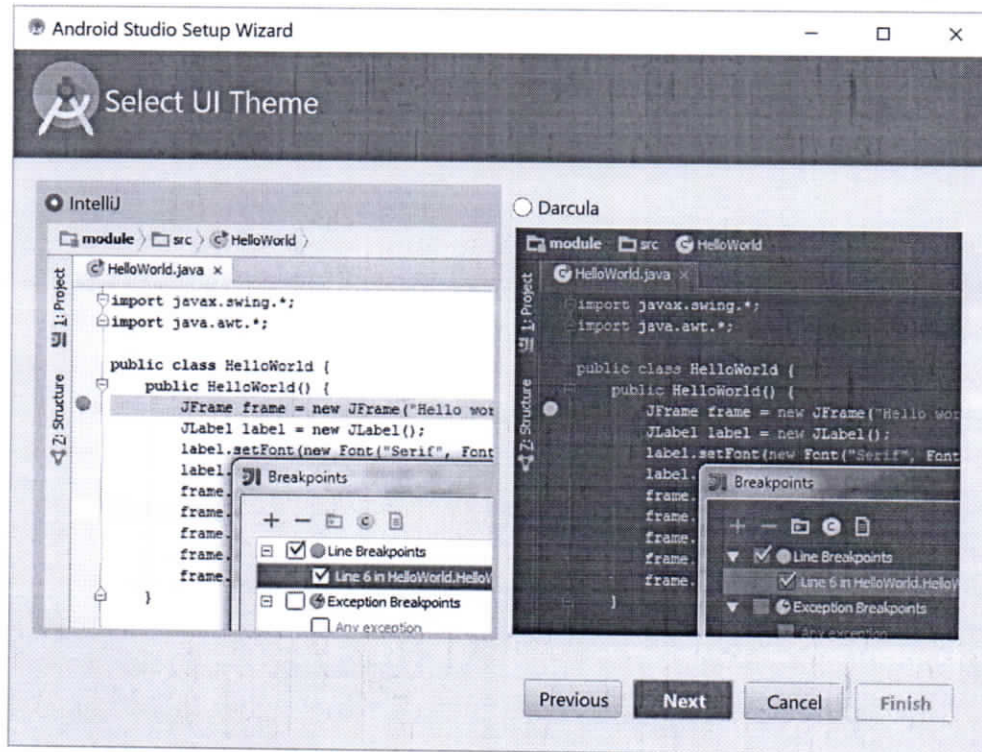 Android Studio Setup Wizard
Select UI Theme
IntelliJ
module src HelloWorld
HelloWorld.java ×
1: Project
7: Structure
import javax.swing.*;
import java.awt.*;
public class HelloWorld {
public HelloWorld() {
JFrame frame = new JFrame("Hello wor
JLabel label = new JLabel();
label.setFont(new Font("Serif", Font
label.
frame.
frame.
frame.
frame.
frame.
}
Breakpoints
Line Breakpoints
Line 6 in HelloWorld.HelloW
Exception Breakpoints
Any exception
Darcula
module src HelloWorld
HelloWorld.java ×
1: Project
7: Structure
import javax.swing.*;
import java.awt.*;
public class HelloWorld {
public HelloWorld() {
JFrame frame = new JFrame("Hello wor
JLabel label = new JLabel();
label.setFont(new Font("Serif", Font
label.
frame.
frame.
frame.
frame.
frame.
}
Breakpoints
Line Breakpoints
Line 6 in HelloWorld.HelloW
Exception Breakpoints
Any exception
Previous Next Cancel Finish